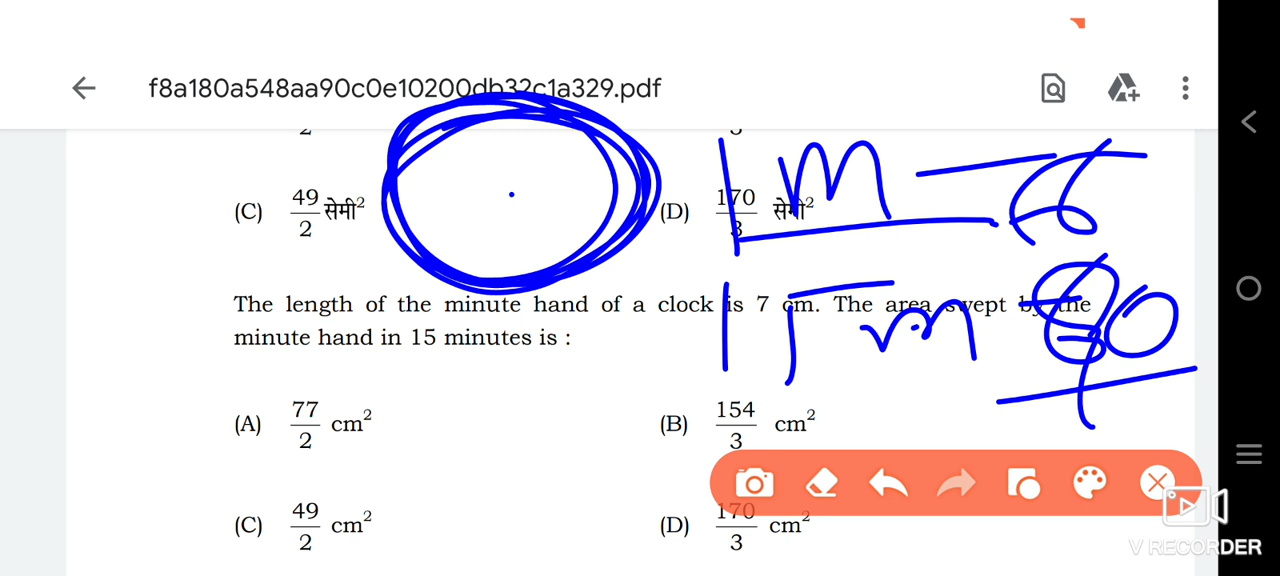 f8a180a548aa90c0e10200db32c1a329.pdf
(C) 49/2 सेमी² (D) 170/3 सेमी²
1 m — 6
15 m 90
The length of the minute hand of a clock is 7 cm. The area swept by the
minute hand in 15 minutes is :
(A) 77/2 cm² (B) 154/3 cm²
(C) 49/2 cm² (D) 170/3 cm²
V RECORDER